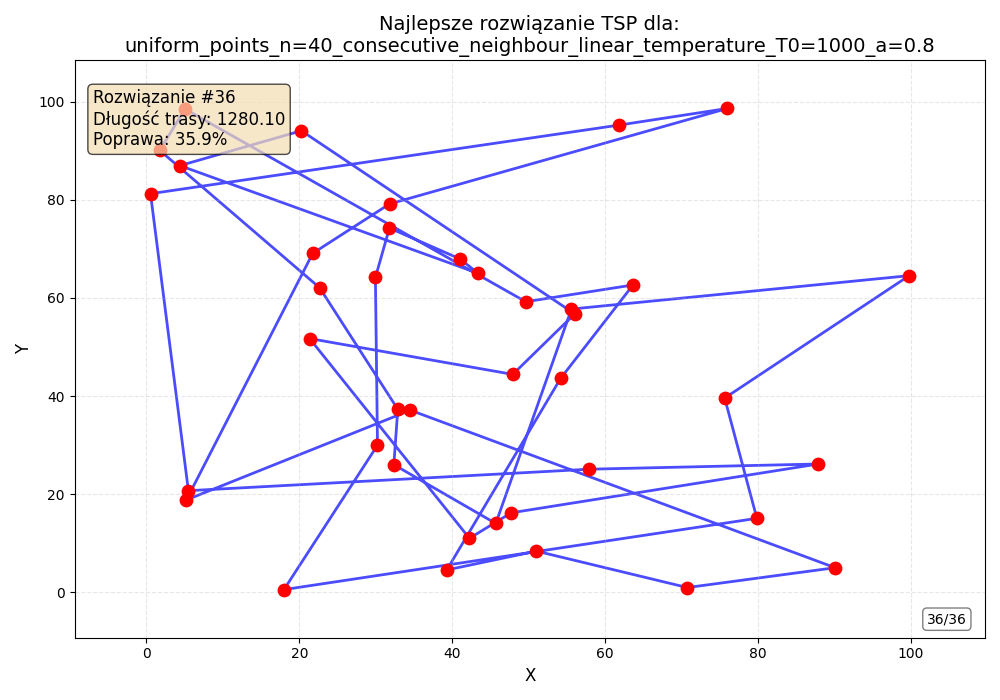 Najlepsze rozwiązanie TSP dla:
uniform_points_n=40_consecutive_neighbour_linear_temperature_T0=1000_a=0.8
Rozwiązanie #36
Długość trasy: 1280.10
Poprawa: 35.9%
100
80
60
40
20
0
Y
36/36
0 20 40 60 80 100
X